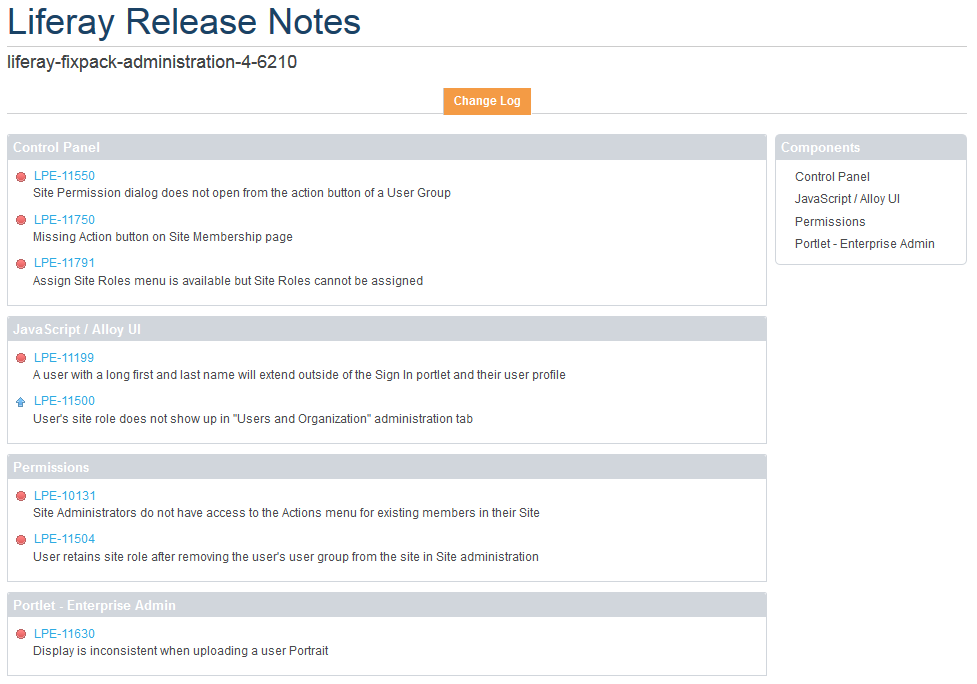 Liferay Release Notes
liferay-fixpack-administration-4-6210
Change Log
Control Panel
LPE-11550
Site Permission dialog does not open from the action button of a User Group
LPE-11750
Missing Action button on Site Membership page
LPE-11791
Assign Site Roles menu is available but Site Roles cannot be assigned
JavaScript / Alloy UI
LPE-11199
A user with a long first and last name will extend outside of the Sign In portlet and their user profile
LPE-11500
User's site role does not show up in "Users and Organization" administration tab
Permissions
LPE-10131
Site Administrators do not have access to the Actions menu for existing members in their Site
LPE-11504
User retains site role after removing the user's user group from the site in Site administration
Portlet - Enterprise Admin
LPE-11630
Display is inconsistent when uploading a user Portrait
Components
Control Panel
JavaScript / Alloy UI
Permissions
Portlet - Enterprise Admin